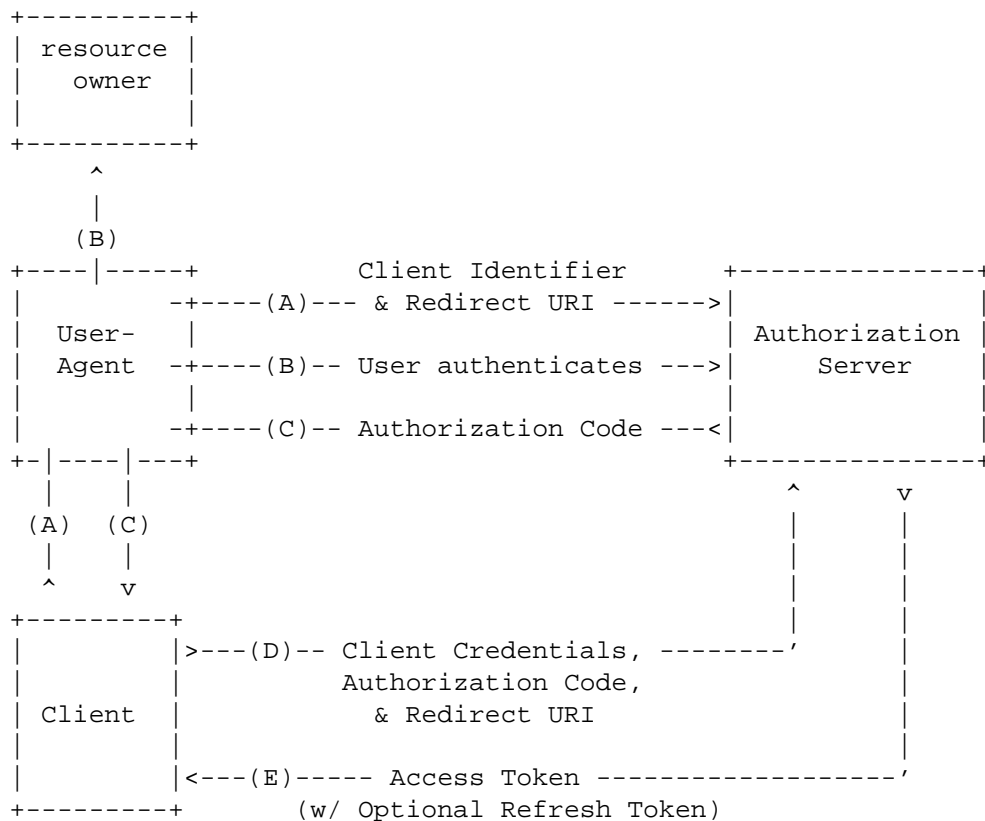 +----------+
| resource |
|   owner  |
|          |
+----------+
     ^
     |
    (B)
+----|-----+          Client Identifier      +---------------+
|         -+----(A)--- & Redirect URI ------>|               |
|  User-   |                                 | Authorization |
|  Agent  -+----(B)-- User authenticates --->|     Server    |
|          |                                 |               |
|         -+----(C)-- Authorization Code ---<|               |
+-|----|---+                                 +---------------+
  |    |                                         ^      v
 (A)  (C)                                        |      |
  |    |                                         |      |
  ^    v                                         |      |
+---------+                                      |      |
|         |>---(D)-- Client Credentials, --------'      |
|         |          Authorization Code,                |
| Client  |            & Redirect URI                   |
|         |                                             |
|         |<---(E)----- Access Token -------------------'
+---------+       (w/ Optional Refresh Token)